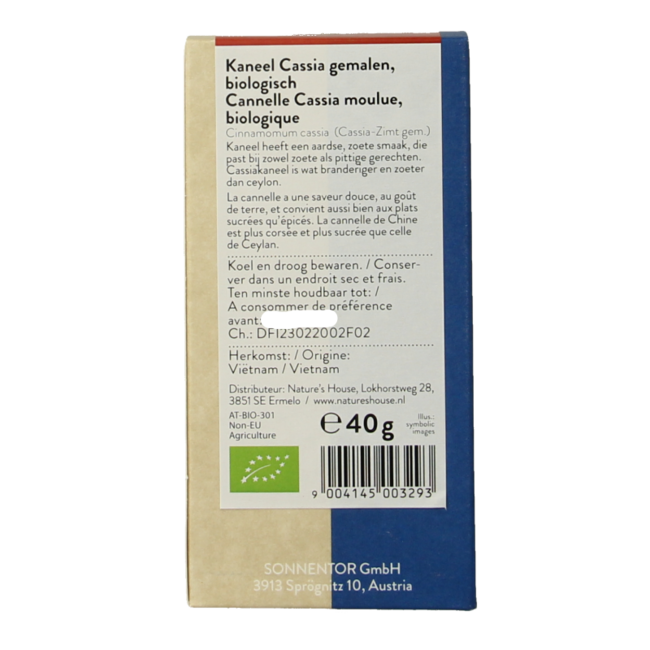 Kaneel Cassia gemalen,
biologisch
Cannelle Cassia moulue,
biologique
Cinnamomum cassia (Cassia-Zimt gem.)
Kaneel heeft een aardse, zoete smaak, die
past bij zowel zoete als pittige gerechten.
Cassiakaneel is wat branderiger en zoeter
dan ceylon.
La cannelle a une saveur douce, au goût
de terre, et convient aussi bien aux plats
sucrées qu'épicés. La cannelle de Chine
est plus corsée et plus sucrée que celle
de Ceylan.
Koel en droog bewaren. / Conser-
ver dans un endroit sec et frais.
Ten minste houdbaar tot: /
A consommer de préférence
avant:
Ch.: DF123022002F02
Herkomst: / Origine:
Viëtnam / Vietnam
Distributeur: Nature's House, Lokhorstweg 28,
3851 SE Ermelo / www.natureshouse.nl
AT-BIO-301
Non-EU
Agriculture
℮40g
Illus.:
symbolic
images
9 004145 003293
SONNENTOR GmbH
3913 Sprögnitz 10, Austria